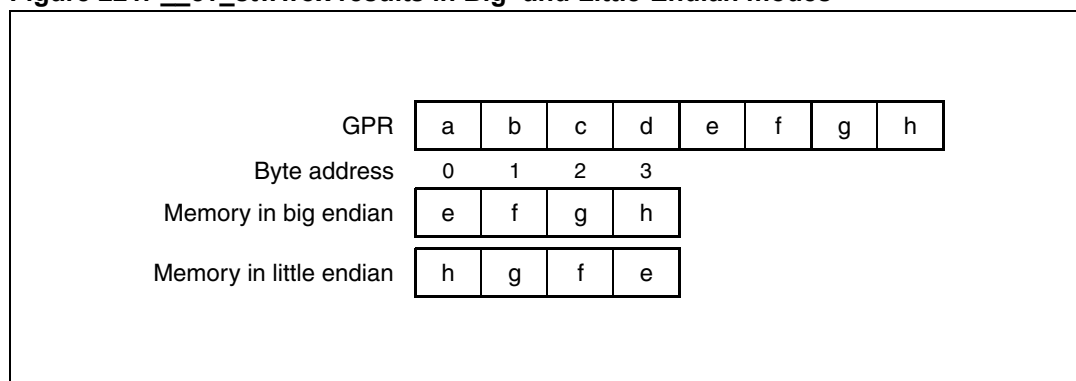 GPR a b c d e f g h
Byte address 0 1 2 3
Memory in big endian e f g h
Memory in little endian h g f e